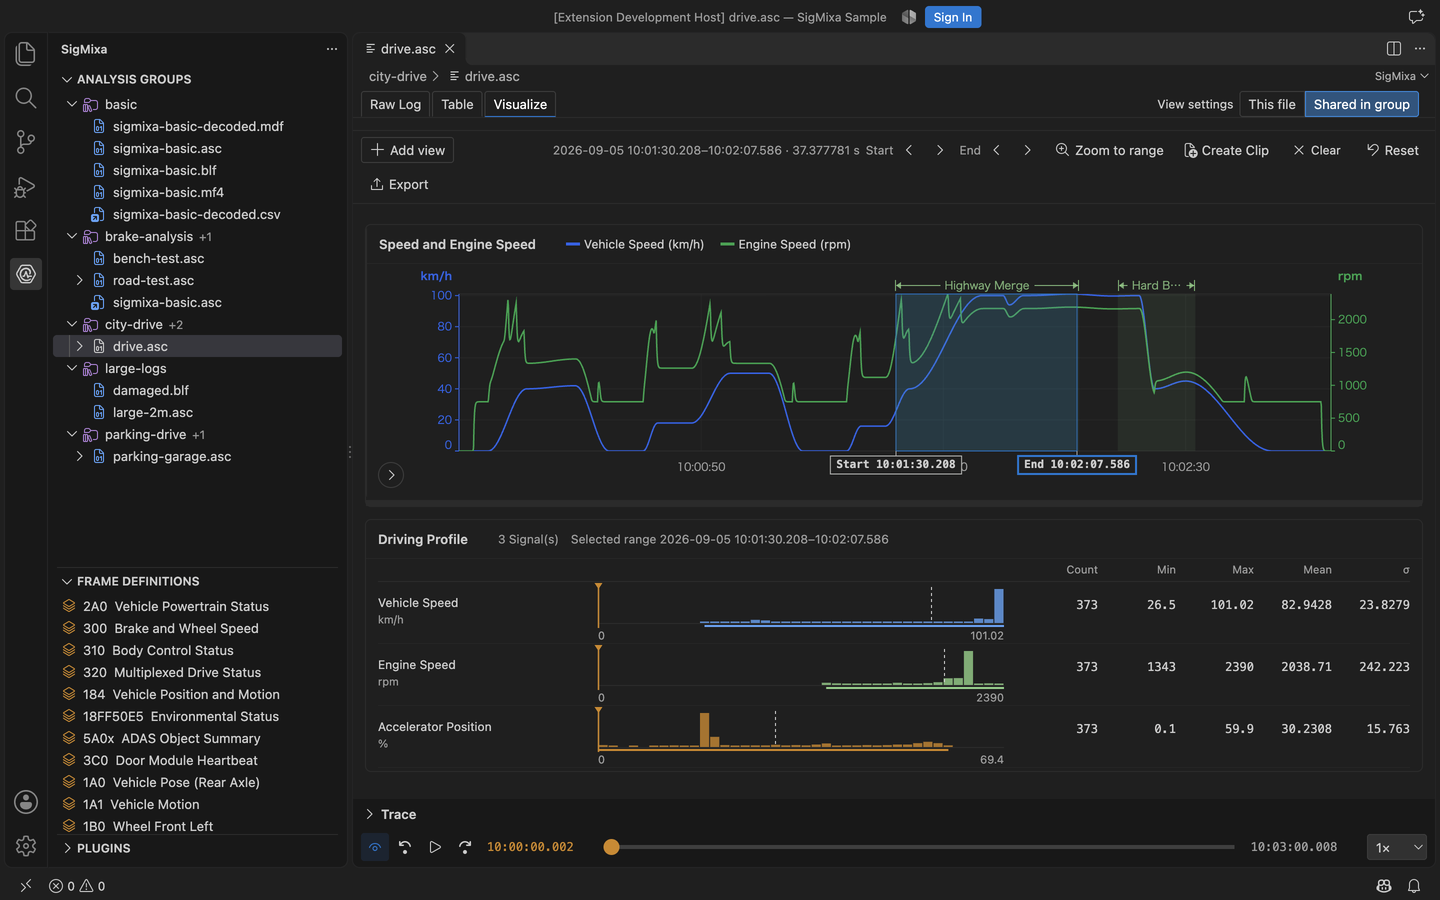 [Extension Development Host] drive.asc — SigMixa Sample
Sign In
SigMixa
ANALYSIS GROUPS
basic
sigmixa-basic-decoded.mdf
sigmixa-basic.asc
sigmixa-basic.blf
sigmixa-basic.mf4
sigmixa-basic-decoded.csv
brake-analysis +1
bench-test.asc
road-test.asc
sigmixa-basic.asc
city-drive +2
drive.asc
large-logs
damaged.blf
large-2m.asc
parking-drive +1
parking-garage.asc
FRAME DEFINITIONS
2A0 Vehicle Powertrain Status
300 Brake and Wheel Speed
310 Body Control Status
320 Multiplexed Drive Status
184 Vehicle Position and Motion
18FF50E5 Environmental Status
5A0x ADAS Object Summary
3C0 Door Module Heartbeat
1A0 Vehicle Pose (Rear Axle)
1A1 Vehicle Motion
1B0 Wheel Front Left
PLUGINS
drive.asc
city-drive > drive.asc
SigMixa
Raw Log Table Visualize
View settings This file Shared in group
+ Add view
2026-09-05 10:01:30.208–10:02:07.586 · 37.377781 s Start < > End < >
Zoom to range Create Clip Clear Reset
Export
Speed and Engine Speed
Vehicle Speed (km/h) Engine Speed (rpm)
km/h
rpm
Highway Merge
Hard B···
100
80
60
40
20
0
2000
1500
1000
500
0
10:00:50
Start 10:01:30.208
0
End 10:02:07.586
10:02:30
Driving Profile 3 Signal(s) Selected range 2026-09-05 10:01:30.208–10:02:07.586
Count Min Max Mean σ
Vehicle Speed
km/h
0 101.02
373 26.5 101.02 82.9428 23.8279
Engine Speed
rpm
0 2390
373 1343 2390 2038.71 242.223
Accelerator Position
%
0 69.4
373 0.1 59.9 30.2308 15.763
Trace
10:00:00.002
10:03:00.008
1×
0 0